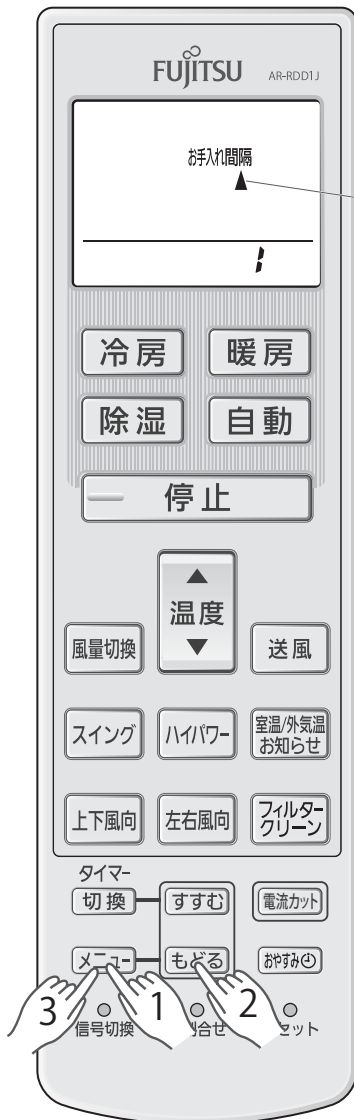 FUJITSU AR-RDD1J
お手入れ間隔
▲
1
冷房 暖房
除湿 自動
停止
▲
温度
▼
風量切換 送風
スイング ハイパワー 室温/外気温
お知らせ
上下風向 左右風向 フィルター
クリーン
タイマー
切換 すすむ 電流カット
メニュー もどる おやすみ
3 1 2
信号切換